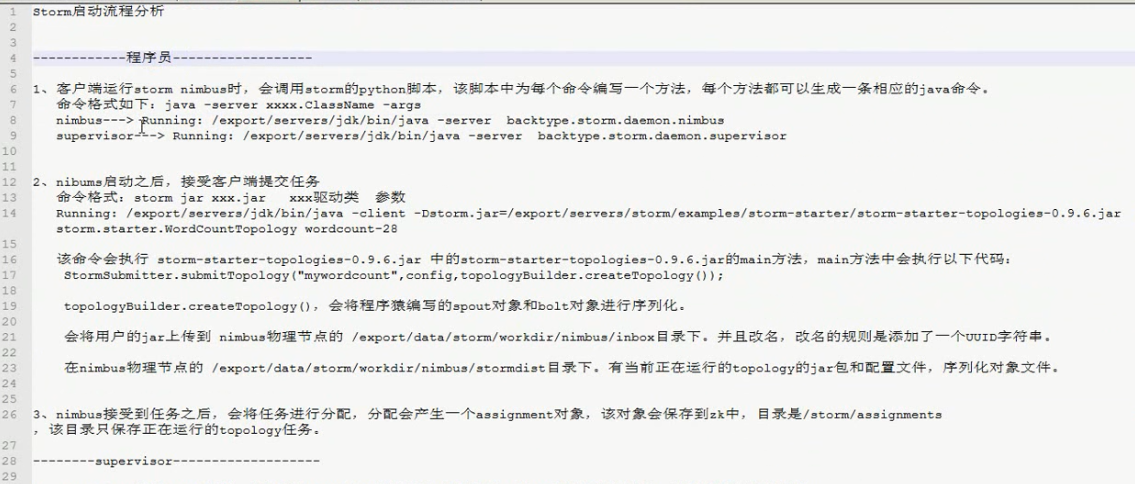 1 Storm启动流程分析
2
3
4 ------------程序员------------------
5
6 1、客户端运行storm nimbus时，会调用storm的python脚本，该脚本中为每个命令编写一个方法，每个方法都可以生成一条相应的java命令。
7 命令格式如下：java -server xxxx.ClassName -args
8 nimbus---> Running: /export/servers/jdk/bin/java -server backtype.storm.daemon.nimbus
9 supervisor---> Running: /export/servers/jdk/bin/java -server backtype.storm.daemon.supervisor
10
11
12 2、nibums启动之后，接受客户端提交任务
13 命令格式：storm jar xxx.jar xxx驱动类 参数
14 Running: /export/servers/jdk/bin/java -client -Dstorm.jar=/export/servers/storm/examples/storm-starter/storm-starter-topologies-0.9.6.jar
storm.starter.WordCountTopology wordcount-28
15
16 该命令会执行 storm-starter-topologies-0.9.6.jar 中的storm-starter-topologies-0.9.6.jar的main方法，main方法中会执行以下代码：
17 StormSubmitter.submitTopology("mywordcount",config,topologyBuilder.createTopology());
18
19 topologyBuilder.createTopology()，会将程序猿编写的spout对象和bolt对象进行序列化。
20
21 会将用户的jar上传到 nimbus物理节点的 /export/data/storm/workdir/nimbus/inbox目录下。并且改名，改名的规则是添加了一个UUID字符串。
22
23 在nimbus物理节点的 /export/data/storm/workdir/nimbus/stormdist目录下。有当前正在运行的topology的jar包和配置文件，序列化对象文件。
24
25
26 3、nimbus接受到任务之后，会将任务进行分配，分配会产生一个assignment对象，该对象会保存到zk中，目录是/storm/assignments
，该目录只保存正在运行的topology任务。
27
28 --------supervisor-------------------
29